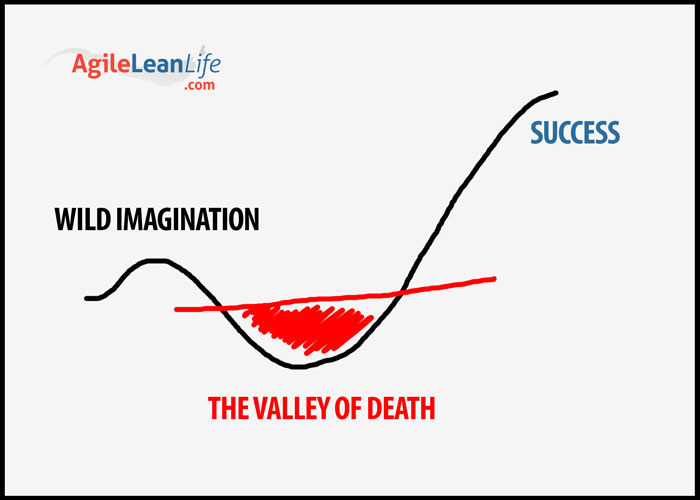 AgileLeanLife
.com
SUCCESS
WILD IMAGINATION
THE VALLEY OF DEATH